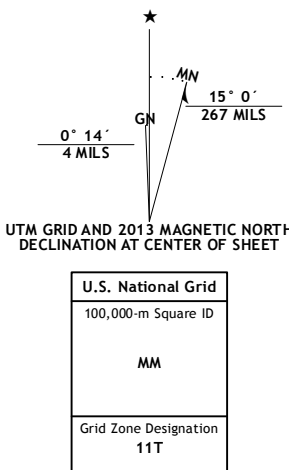 ★
MN
GN
15° 0´
267 MILS
0° 14´
4 MILS
UTM GRID AND 2013 MAGNETIC NORTH
DECLINATION AT CENTER OF SHEET
U.S. National Grid
100,000-m Square ID
MM
Grid Zone Designation
11T